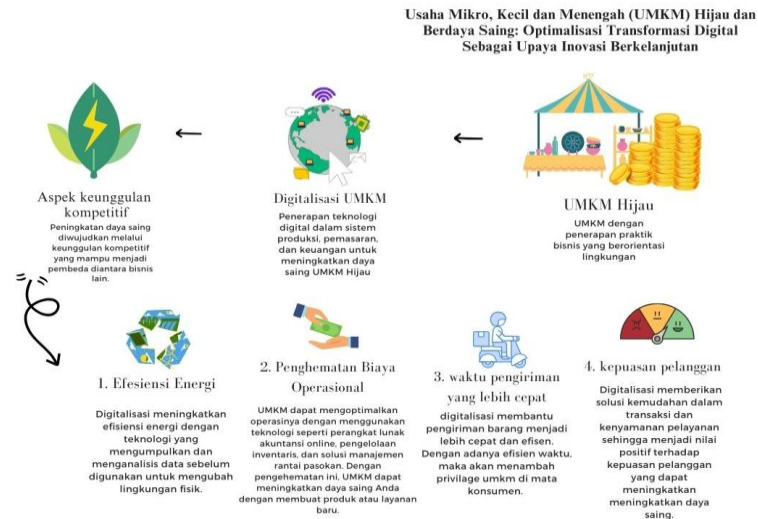 Usaha Mikro, Kecil dan Menengah (UMKM) Hijau dan
Berdaya Saing: Optimalisasi Transformasi Digital
Sebagai Upaya Inovasi Berkelanjutan
UMKM Hijau
UMKM dengan
penerapan praktik
bisnis yang berorientasi
lingkungan
Digitalisasi UMKM
Penerapan teknologi
digital dalam sistem
produksi, pemasaran,
dan keuangan untuk
meningkatkan daya
saing UMKM Hijau
Aspek keunggulan
kompetitif
Peningkatan daya saing
diwujudkan melalui
keunggulan kompetitif
yang mampu menjadi
pembeda diantara bisnis
lain.
1. Efesiensi Energi
Digitalisasi meningkatkan
efisiensi energi dengan
teknologi yang
mengumpulkan dan
menganalisis data sebelum
digunakan untuk mengubah
lingkungan fisik.
2. Penghematan Biaya
Operasional
UMKM dapat mengoptimalkan
operasinya dengan menggunakan
teknologi seperti perangkat lunak
akuntansi online, pengelolaan
inventaris, dan solusi manajemen
rantai pasokan. Dengan
pengehematan ini, UMKM dapat
meningkatkan daya saing Anda
dengan membuat produk atau layanan
baru.
3. waktu pengiriman
yang lebih cepat
digitalisasi membantu
pengiriman barang menjadi
lebih cepat dan efisen.
Dengan adanya efisien waktu,
maka akan menambah
privilage umkm di mata
konsumen.
4. kepuasan pelanggan
Digitalisasi memberikan
solusi kemudahan dalam
transaksi dan
kenyamanan pelayanan
sehingga menjadi nilai
positif terhadap
kepuasan pelanggan
yang dapat
meningkatkan
meningkatkan daya
saing.